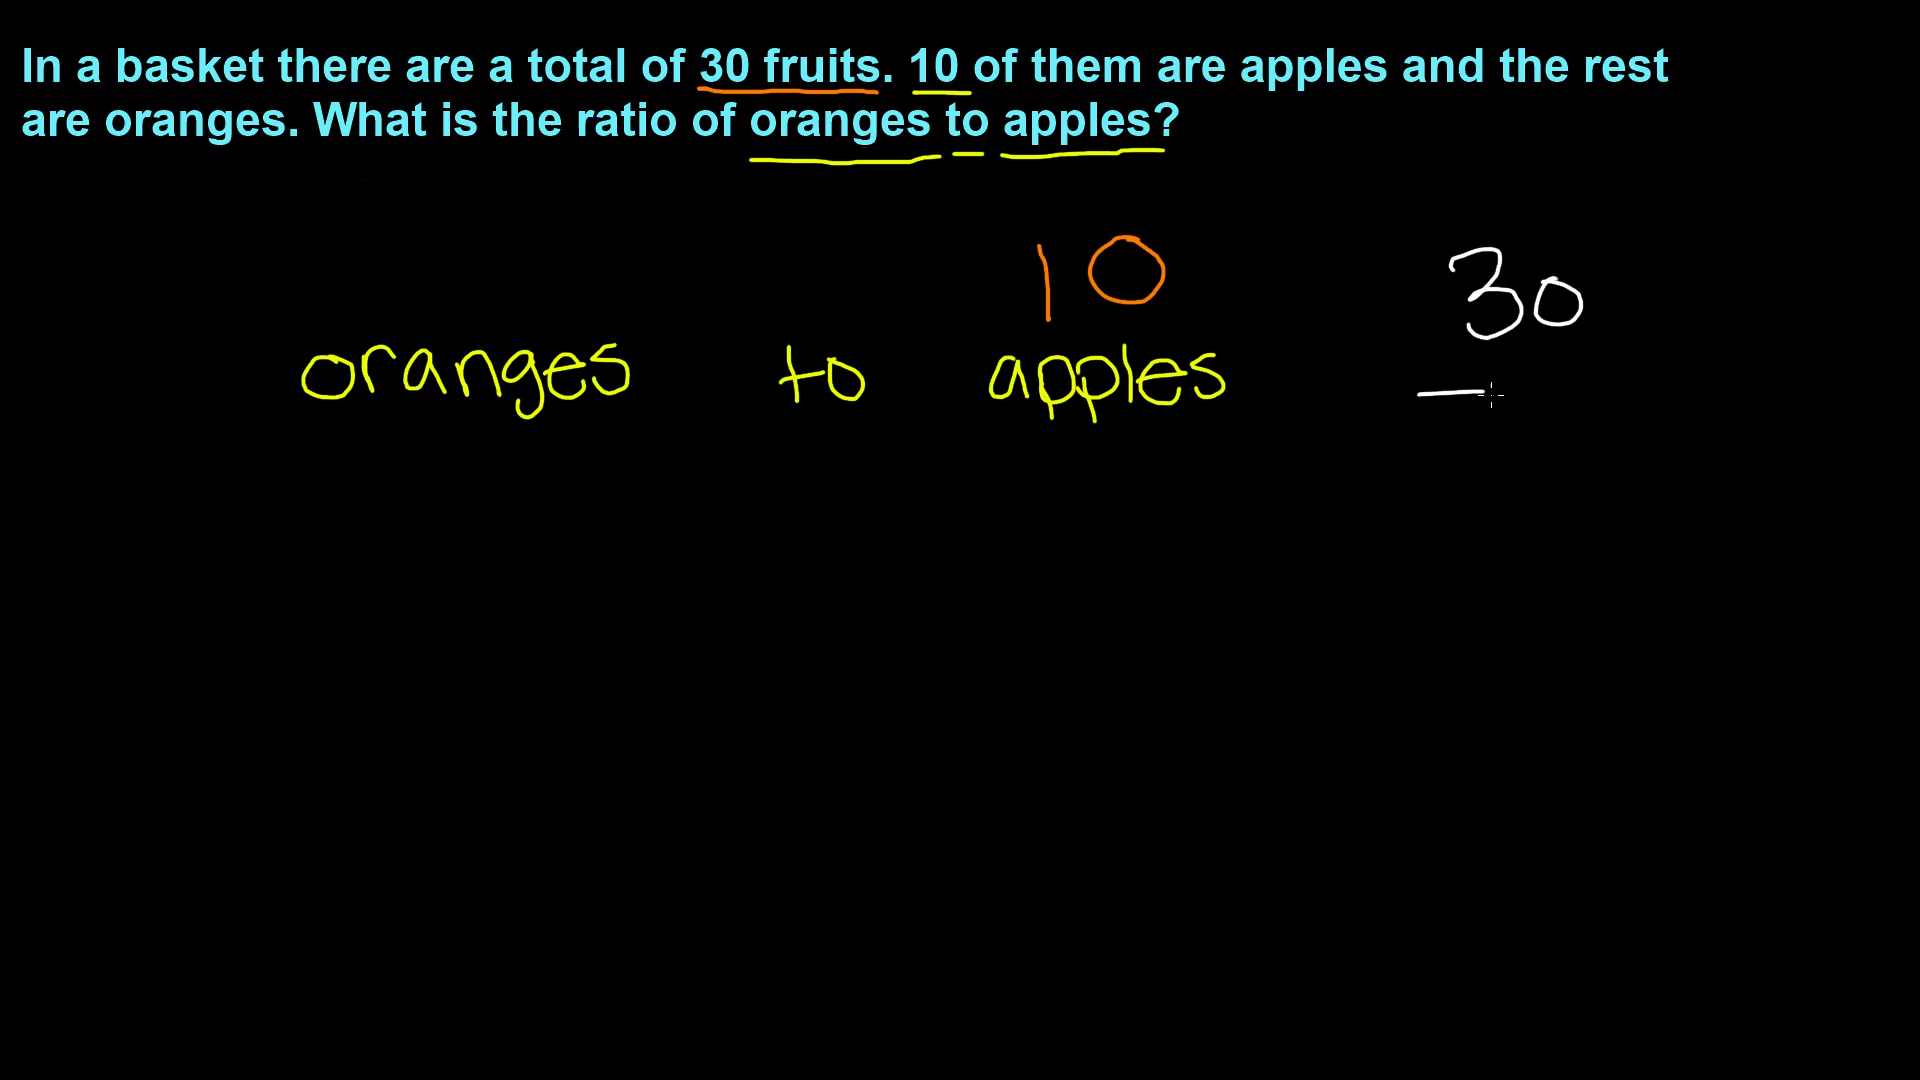 In a basket there are a total of 30 fruits. 10 of them are apples and the rest
are oranges. What is the ratio of oranges to apples?
10 30
oranges to apples —